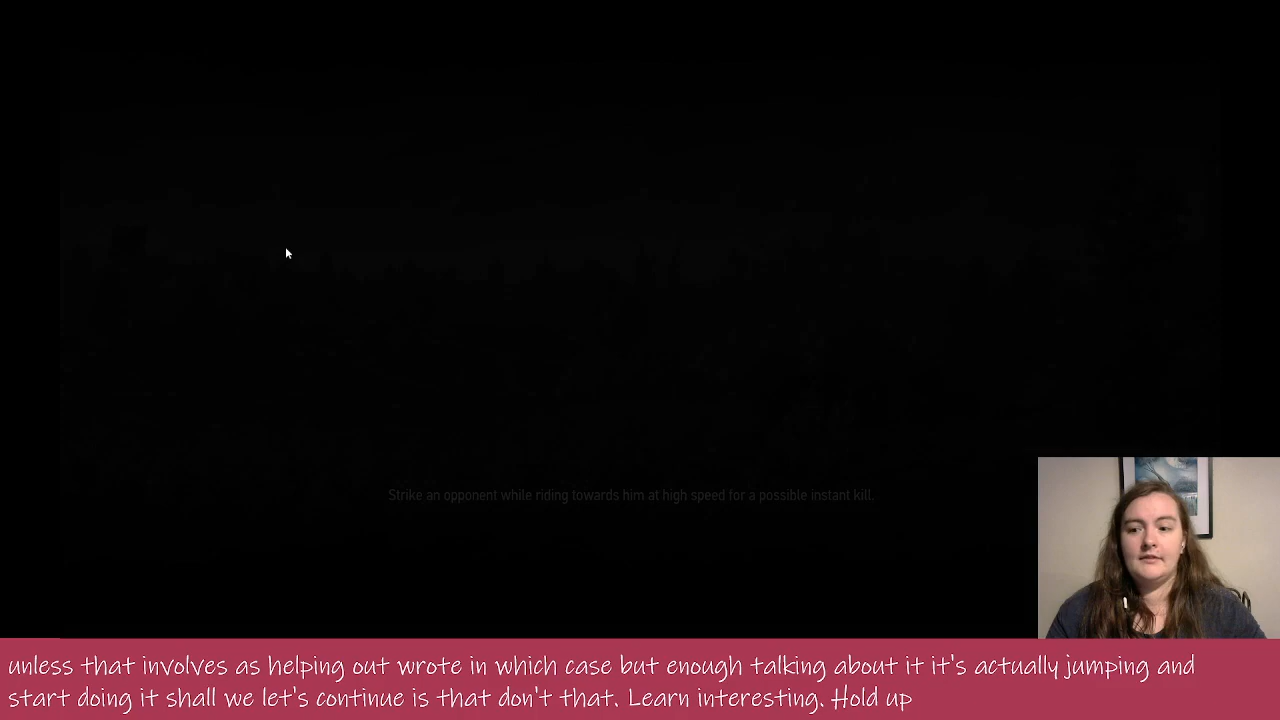 Strike an opponent while riding towards him at high speed for a possible instant kill.
unless that involves as helping out wrote in which case but enough talking about it it's actually jumping and
start doing it shall we let's continue is that don't that. Learn interesting. Hold up